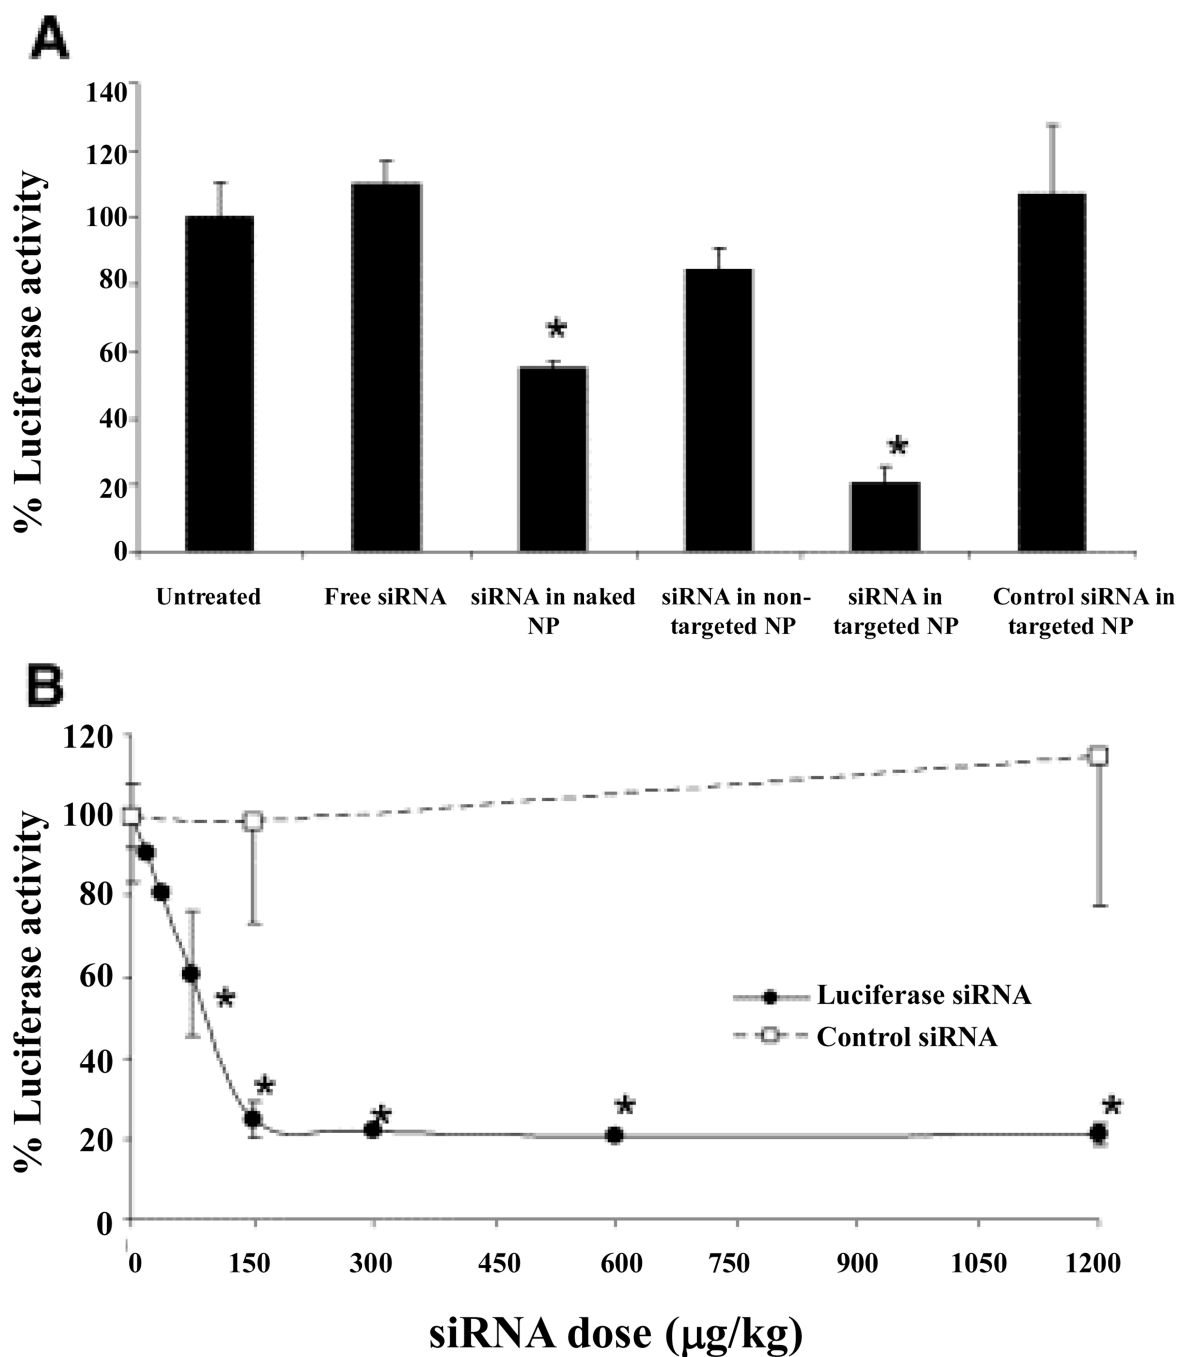 A
140
120
100
80
60
40
20
0
% Luciferase activity
*
*
Untreated
Free siRNA
siRNA in naked
NP
siRNA in non-
targeted NP
siRNA in
targeted NP
Control siRNA in
targeted NP
B
120
100
80
60
40
20
0
% Luciferase activity
*
*
*
*
*
Luciferase siRNA
Control siRNA
0 150 300 450 600 750 900 1050 1200
siRNA dose (μg/kg)